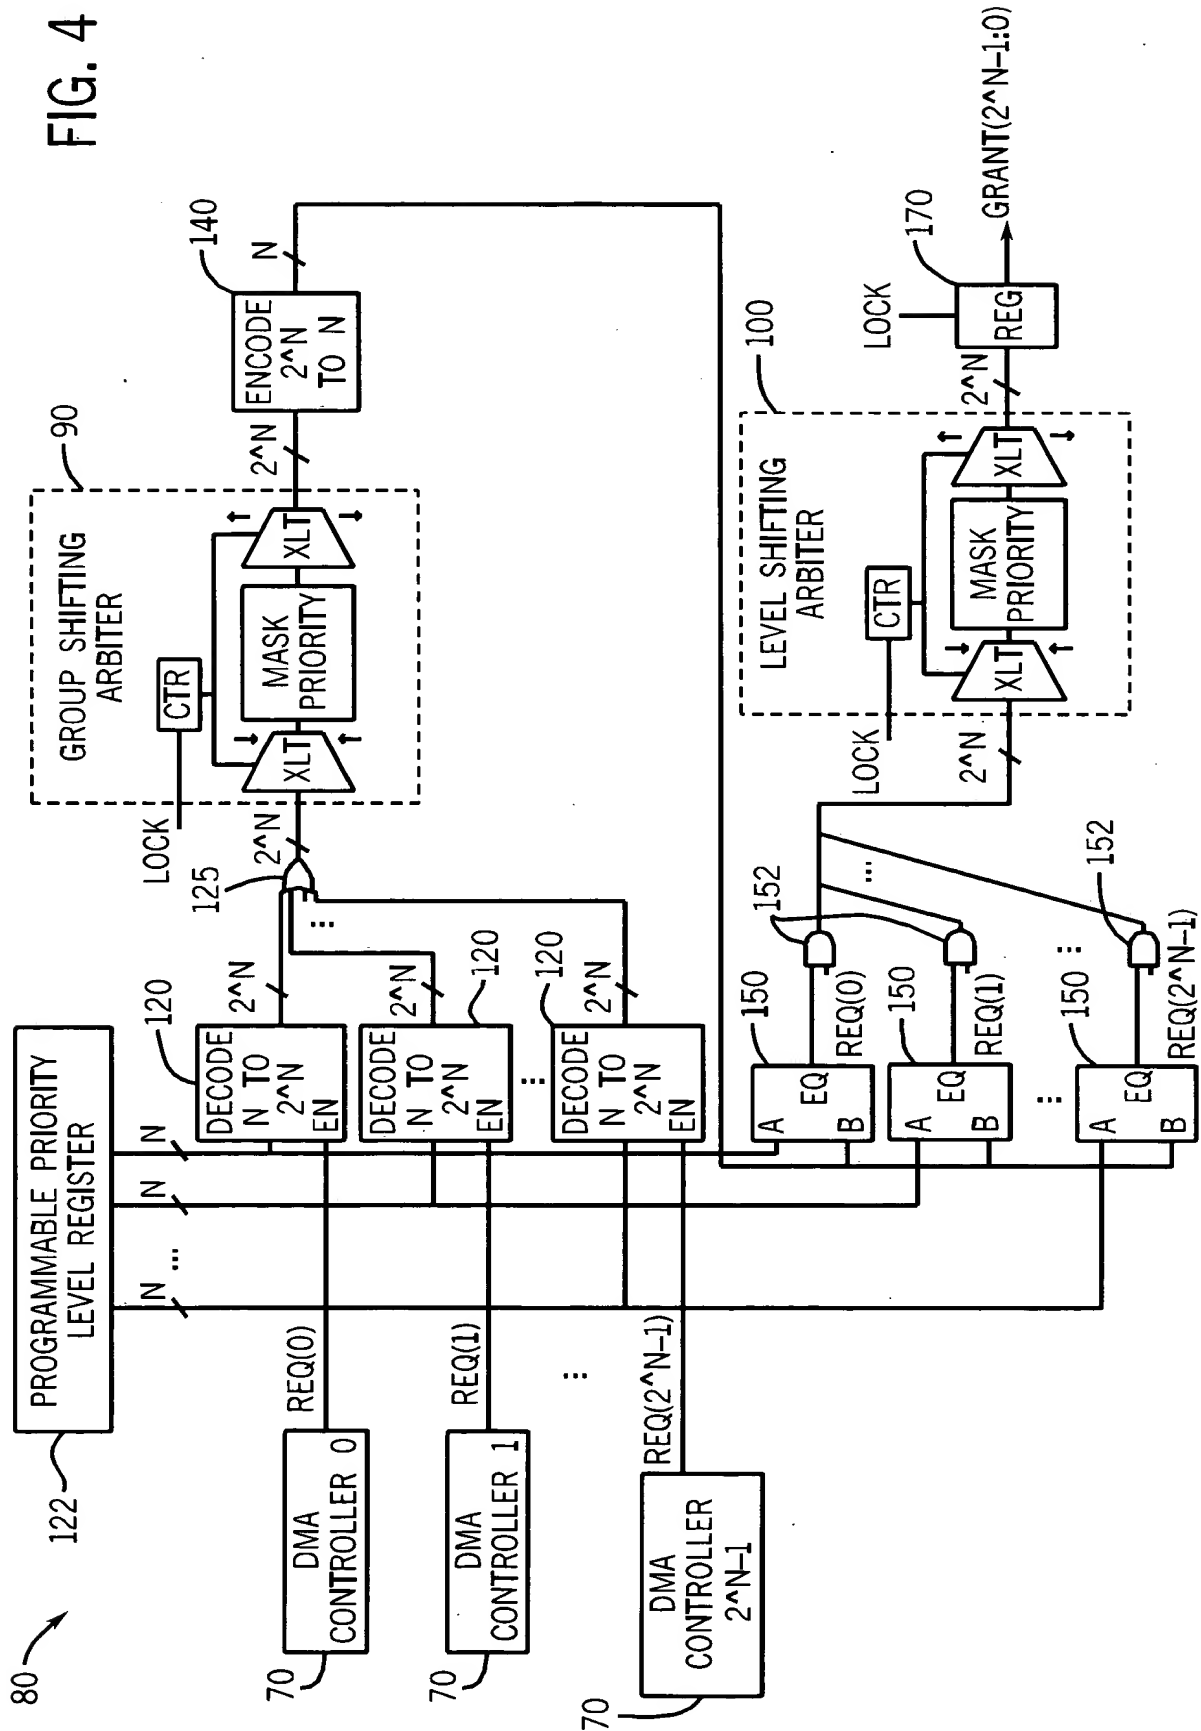 FIG. 4
80
122
PROGRAMMABLE PRIORITY
LEVEL REGISTER
N
N
...
N
70
DMA
CONTROLLER 0
REQ(0)
70
DMA
CONTROLLER 1
REQ(1)
...
70
DMA
CONTROLLER
2^N-1
REQ(2^N-1)
120
DECODE
N TO
2^N
EN
2^N
120
DECODE
N TO
2^N
EN
2^N
...
120
DECODE
N TO
2^N
EN
2^N
...
125
2^N
LOCK
90
GROUP SHIFTING
ARBITER
CTR
XLT
MASK
PRIORITY
XLT
2^N
140
ENCODE
2^N
TO N
N
150
A
EQ
B
REQ(0)
152
150
A
EQ
B
REQ(1)
...
...
150
A
EQ
B
REQ(2^N-1)
152
...
2^N
LOCK
100
LEVEL SHIFTING
ARBITER
CTR
XLT
MASK
PRIORITY
XLT
2^N
LOCK
170
REG
GRANT(2^N-1:0)